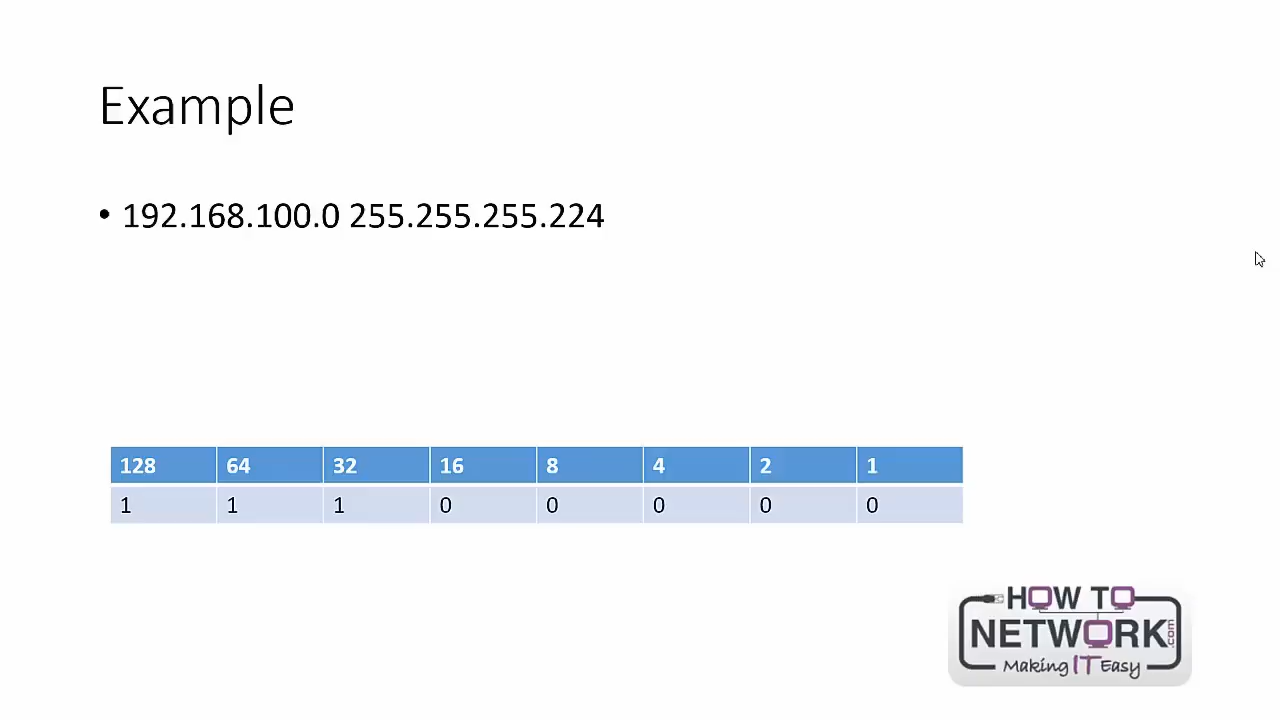 Example
• 192.168.100.0 255.255.255.224
128 64 32 16 8 4 2 1
1 1 1 0 0 0 0 0
HOW TO
NETWORK.com
Making IT Easy